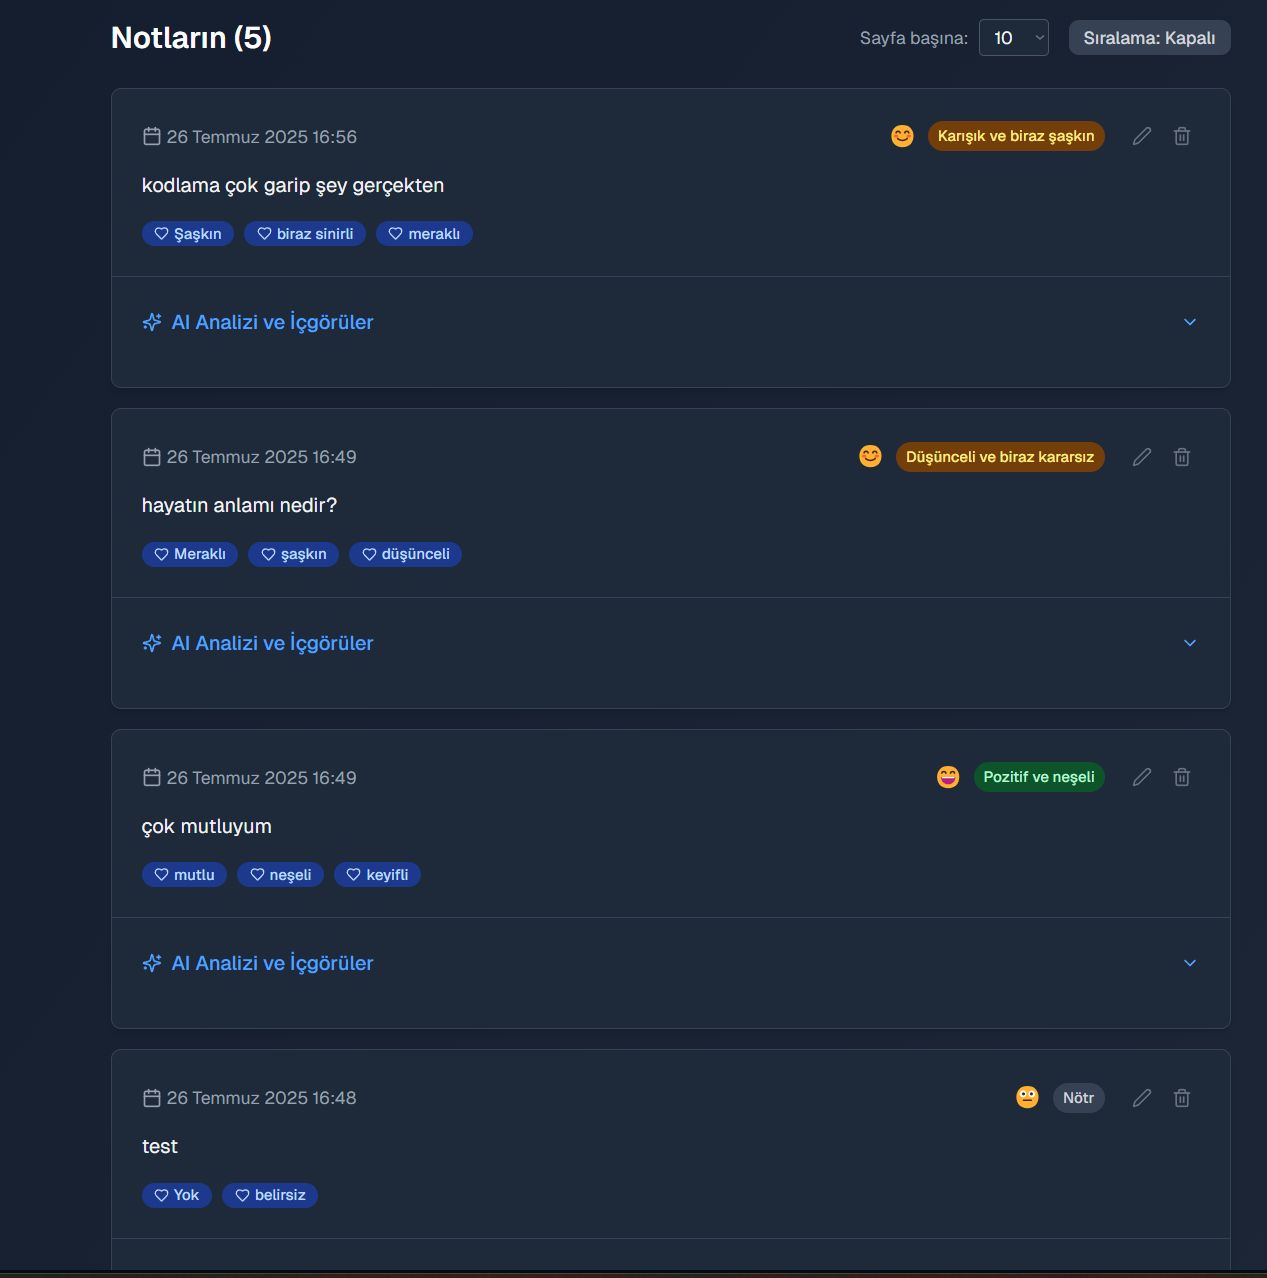 Notların (5)
Sayfa başına: 10 Sıralama: Kapalı
26 Temmuz 2025 16:56 Karışık ve biraz şaşkın
kodlama çok garip şey gerçekten
Şaşkın biraz sinirli meraklı
AI Analizi ve İçgörüler
26 Temmuz 2025 16:49 Düşünceli ve biraz kararsız
hayatın anlamı nedir?
Meraklı şaşkın düşünceli
AI Analizi ve İçgörüler
26 Temmuz 2025 16:49 Pozitif ve neşeli
çok mutluyum
mutlu neşeli keyifli
AI Analizi ve İçgörüler
26 Temmuz 2025 16:48 Nötr
test
Yok belirsiz